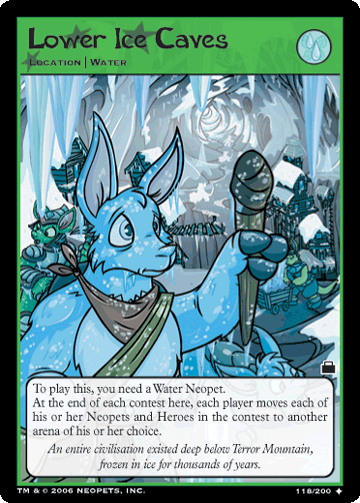 Lower Ice Caves
Location | Water
To play this, you need a Water Neopet.
At the end of each contest here, each player moves each of
his or her Neopets and Heroes in the contest to another
arena of his or her choice.
An entire civilisation existed deep below Terror Mountain,
frozen in ice for thousands of years.
TM & © 2006 NEOPETS, INC.
118/200 ◆